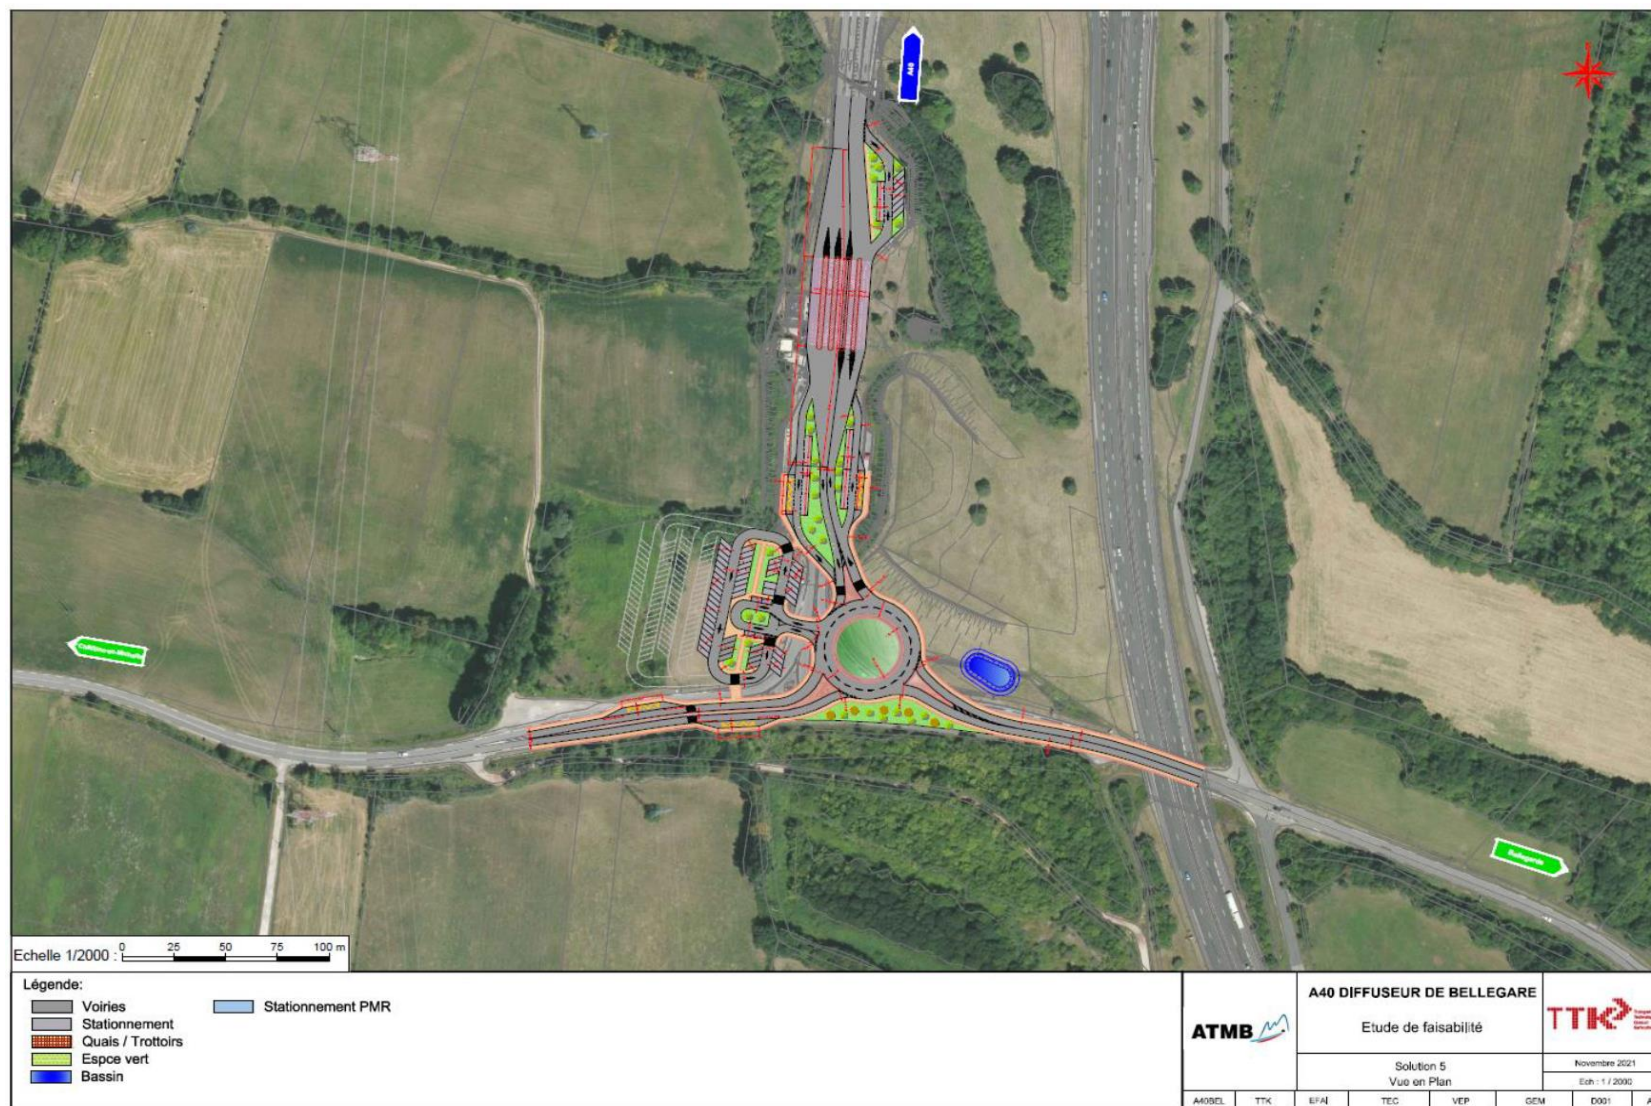 A40
Bellegarde
Echelle 1/2000 :
0 25 50 75 100 m
Légende:
Voiries
Stationnement PMR
Stationnement
Quais / Trottoirs
Espce vert
Bassin
ATMB
A40 DIFFUSEUR DE BELLEGARE
Etude de faisabilité
TTK
Solution 5
Vue en Plan
Novembre 2021
Ech : 1 / 2000
A40BEL TTK EFA TEC VEP GEM D001